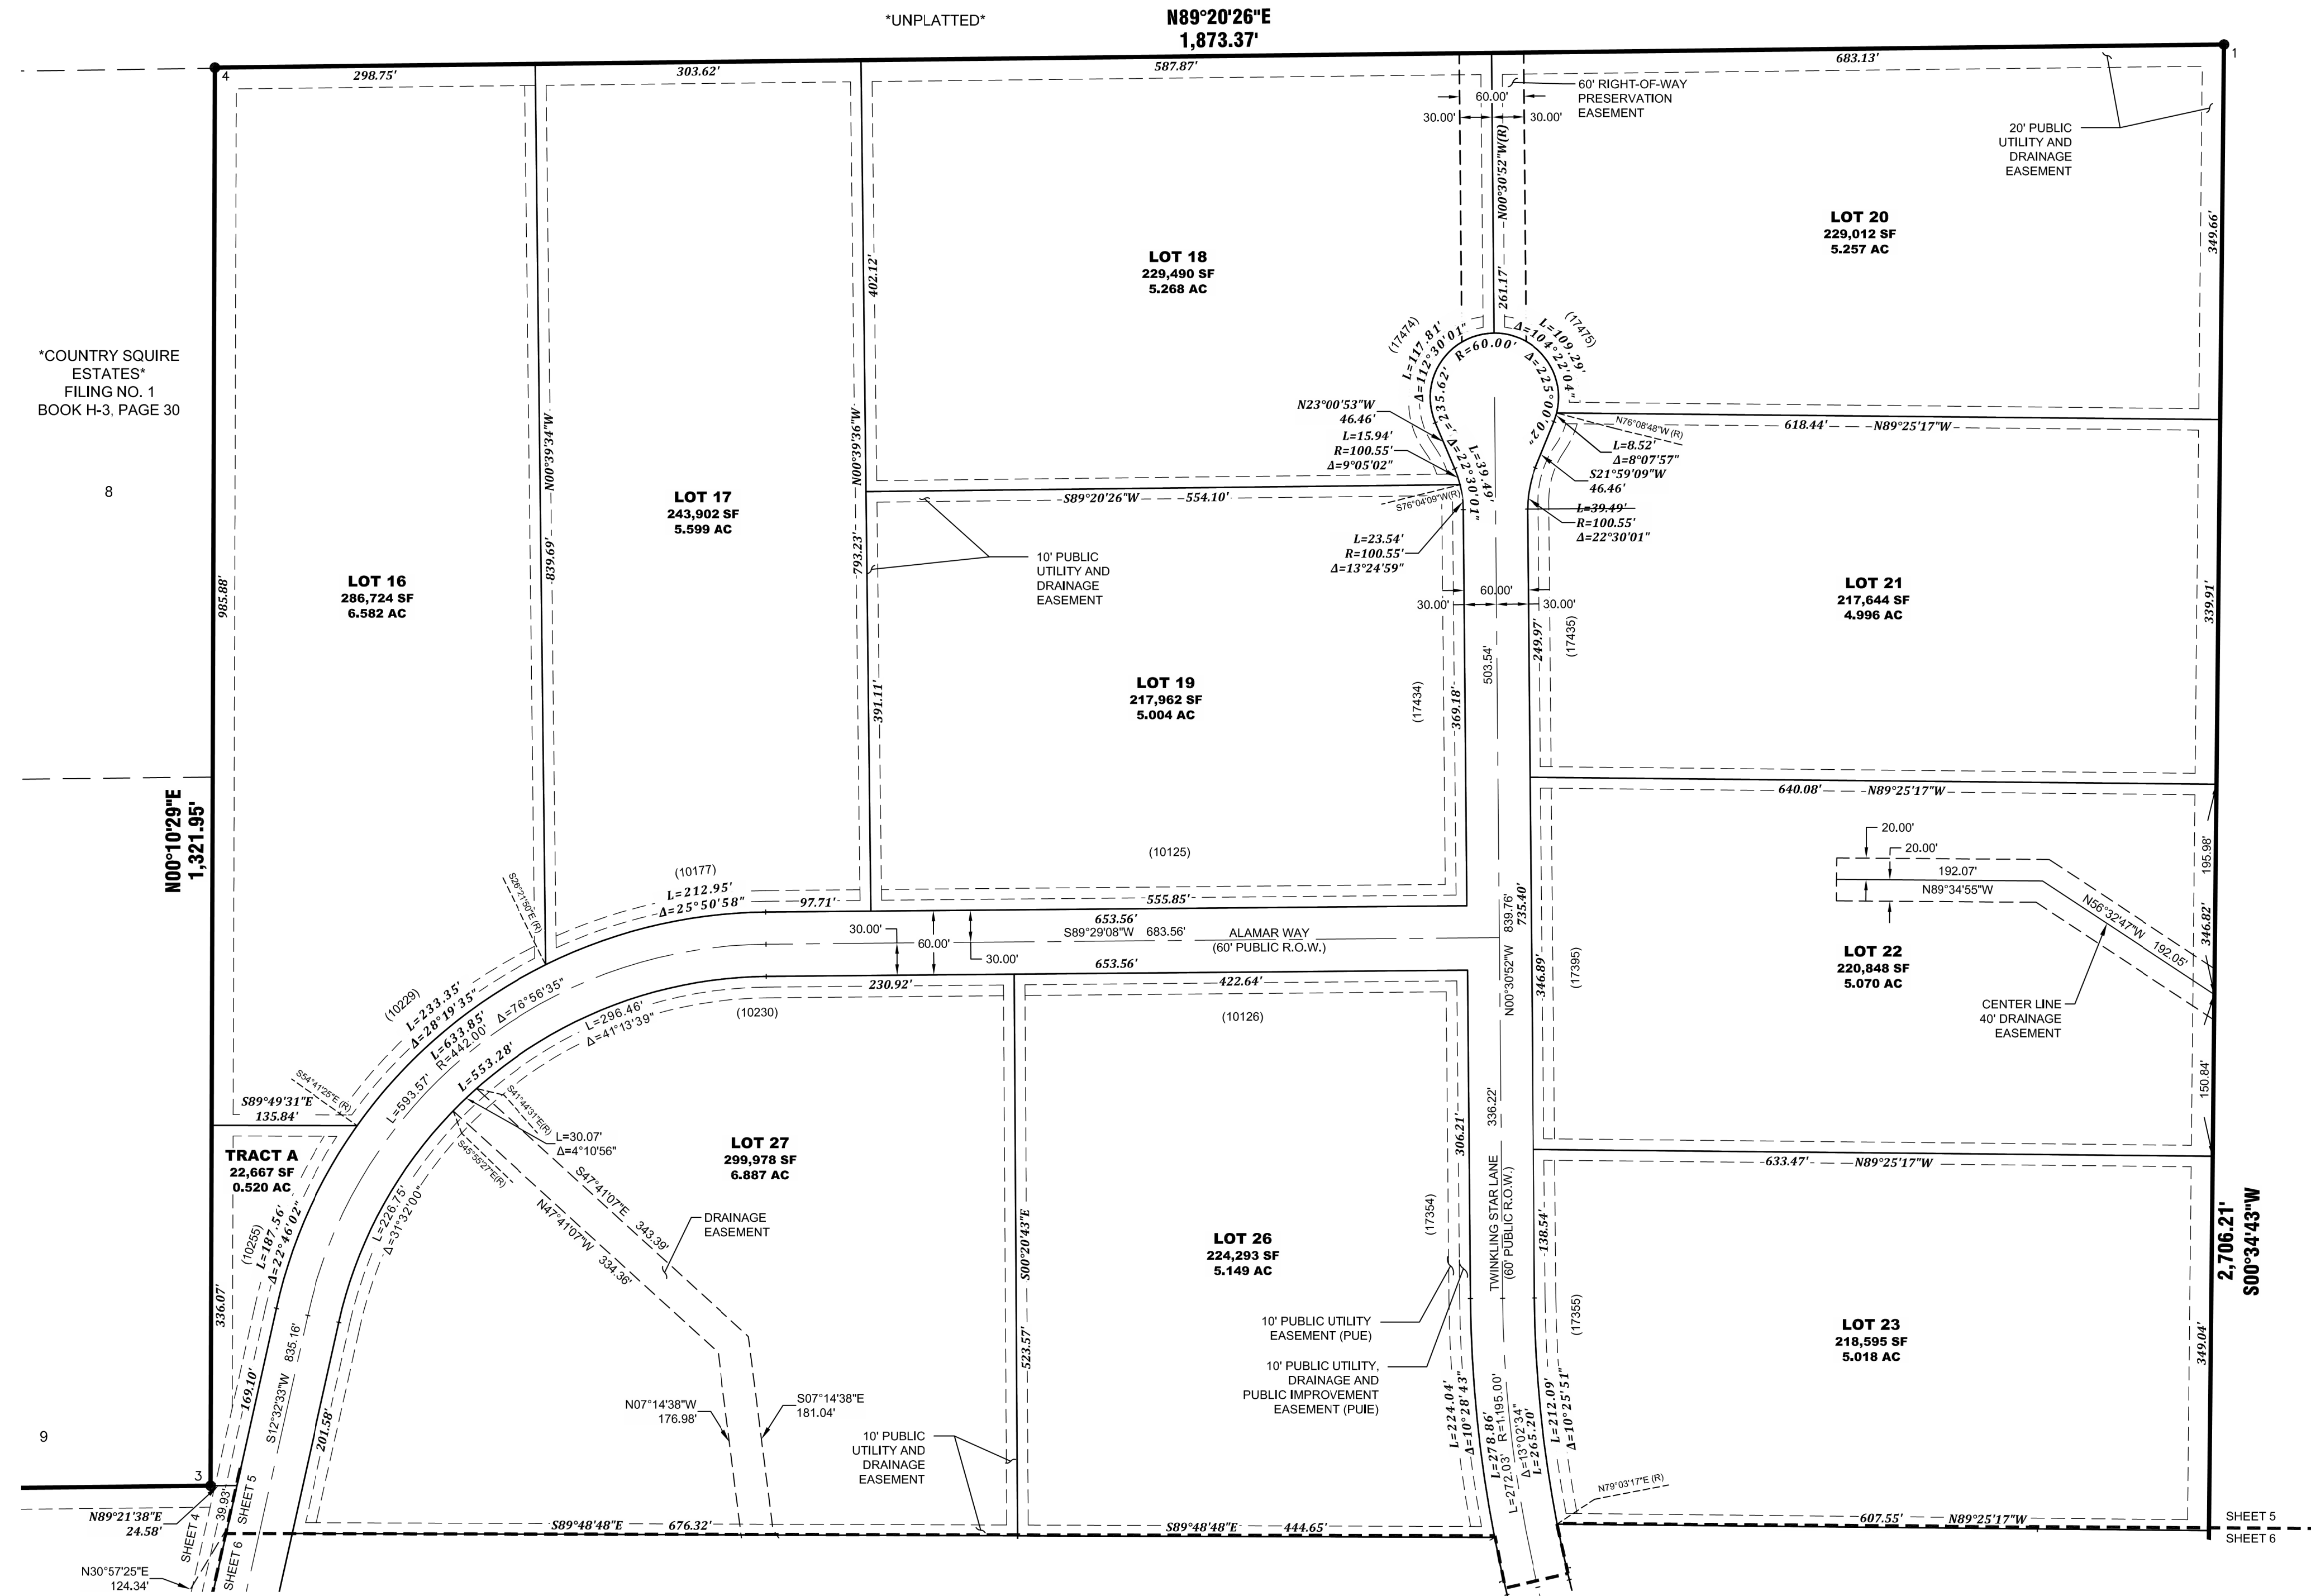 *UNPLATTED*
N89°20'26"E
1,873.37'
4
298.75'
303.62'
587.87'
683.13'
1
60.00'
30.00'
30.00'
60' RIGHT-OF-WAY
PRESERVATION
EASEMENT
20' PUBLIC
UTILITY AND
DRAINAGE
EASEMENT
N00°30'52"W(R)
261.17'
LOT 20
229,012 SF
5.257 AC
349.66'
LOT 18
229,490 SF
5.268 AC
402.12'
*COUNTRY SQUIRE
ESTATES*
FILING NO. 1
BOOK H-3, PAGE 30
8
(17474)
L=117.81'
Δ=112°30'01"
R=60.00'
L=235.62'
Δ=225°00'02"
(17475)
L=109.29'
Δ=104°22'04"
N23°00'53"W
46.46'
L=15.94'
R=100.55'
Δ=9°05'02"
L=39.49'
Δ=22°30'01"
N76°08'48"W (R)
618.44'
N89°25'17"W
L=8.52'
Δ=8°07'57"
S21°59'09"W
46.46'
L=39.49'
R=100.55'
Δ=22°30'01"
N00°39'34"W
839.69'
N00°39'36"W
793.23'
LOT 17
243,902 SF
5.599 AC
S89°20'26"W
554.10'
S76°04'09"W(R)
L=23.54'
R=100.55'
Δ=13°24'59"
10' PUBLIC
UTILITY AND
DRAINAGE
EASEMENT
985.88'
LOT 16
286,724 SF
6.582 AC
60.00'
30.00'
30.00'
249.97'
(17435)
LOT 21
217,644 SF
4.996 AC
339.91'
LOT 19
217,962 SF
5.004 AC
391.11'
(17434)
369.18'
503.54'
N00°10'29"E
1,321.95'
640.08'
N89°25'17"W
(10125)
555.85'
(10177)
L=212.95'
Δ=25°50'58"
97.71'
S26°21'50"E (R)
653.56'
S89°29'08"W 683.56'
ALAMAR WAY
(60' PUBLIC R.O.W.)
30.00'
60.00'
30.00'
653.56'
N00°30'52"W 839.76'
735.40'
346.89'
(17395)
20.00'
20.00'
192.07'
N89°34'55"W
N56°32'47"W 192.05'
195.98'
346.82'
150.84'
LOT 22
220,848 SF
5.070 AC
CENTER LINE
40' DRAINAGE
EASEMENT
230.92'
422.64'
(10230)
(10126)
(10229)
L=233.35'
Δ=28°19'35"
L=633.85'
R=442.00' Δ=76°56'35"
L=593.57'
L=553.28'
L=296.46'
Δ=41°13'39"
S54°41'25"E (R)
S89°49'31"E
135.84'
S41°44'31"E(R)
S45°55'27"E(R)
L=30.07'
Δ=4°10'56"
TRACT A
22,667 SF
0.520 AC
LOT 27
299,978 SF
6.887 AC
S47°41'07"E 343.39'
N47°41'07"W 334.36'
DRAINAGE
EASEMENT
L=226.75'
Δ=31°32'00"
(10255)
L=187.56'
Δ=22°46'02"
336.07'
169.10'
S12°32'33"W 835.16'
201.58'
336.22'
306.21'
(17354)
TWINKLING STAR LANE
(60' PUBLIC R.O.W.)
633.47'
N89°25'17"W
138.54'
(17355)
S00°20'43"E
523.57'
LOT 26
224,293 SF
5.149 AC
2,706.21'
S00°34'43"W
LOT 23
218,595 SF
5.018 AC
349.04'
10' PUBLIC UTILITY
EASEMENT (PUE)
10' PUBLIC UTILITY,
DRAINAGE AND
PUBLIC IMPROVEMENT
EASEMENT (PUIE)
N07°14'38"W
176.98'
S07°14'38"E
181.04'
10' PUBLIC
UTILITY AND
DRAINAGE
EASEMENT
L=224.04'
Δ=10°28'43"
L=278.86'
L=272.03' R=1,195.00'
Δ=13°02'34"
L=265.20'
L=212.09'
Δ=10°25'51"
N79°03'17"E (R)
9
3
N89°21'38"E
24.58'
39.93'
SHEET 4
SHEET 5
SHEET 6
N30°57'25"E
124.34'
S89°48'48"E
676.32'
S89°48'48"E
444.65'
607.55'
N89°25'17"W
SHEET 5
SHEET 6